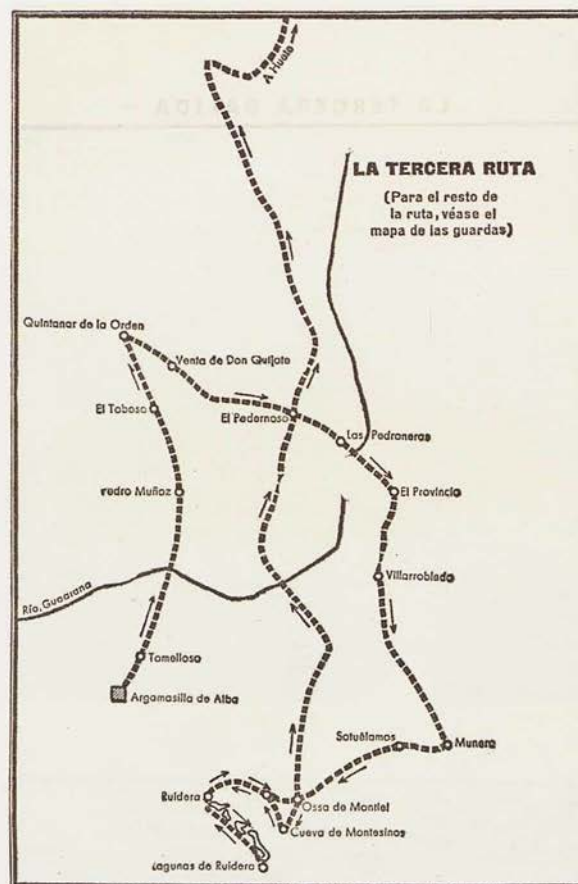 A Huete
LA TERCERA RUTA
(Para el resto de
la ruta, véase el
mapa de las guardas)
Quintanar de la Orden
Venta de Don Quijote
El Toboso
El Pedernoso
Las Pedroneras
Pedro Muñoz
El Provincio
Villarrobledo
Río Guadiana
Tomelloso
Argamasilla de Alba
Sotuélamos
Munera
Ruidera
Ossa de Montiel
Cueva de Montesinos
Lagunas de Ruidera